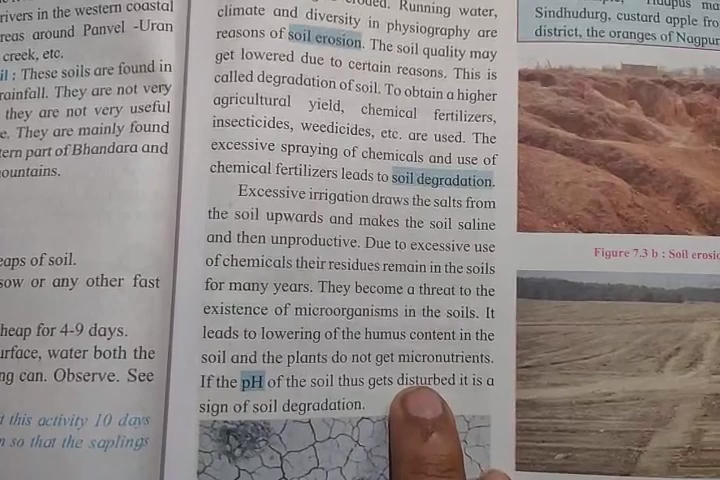 rivers in the western coastal
reas around Panvel -Uran
creek, etc.
il : These soils are found in
rainfall. They are not very
they are not very useful
e. They are mainly found
tern part of Bhandara and
ountains.
eaps of soil.
sow or any other fast
heap for 4-9 days.
urface, water both the
ng can. Observe. See
t this activity 10 days
n so that the saplings
eroded. Running water,
climate and diversity in physiography are
reasons of soil erosion. The soil quality may
get lowered due to certain reasons. This is
called degradation of soil. To obtain a higher
agricultural yield, chemical fertilizers,
insecticides, weedicides, etc. are used. The
excessive spraying of chemicals and use of
chemical fertilizers leads to soil degradation.
Excessive irrigation draws the salts from
the soil upwards and makes the soil saline
and then unproductive. Due to excessive use
of chemicals their residues remain in the soils
for many years. They become a threat to the
existence of microorganisms in the soils. It
leads to lowering of the humus content in the
soil and the plants do not get micronutrients.
If the pH of the soil thus gets disturbed it is a
sign of soil degradation.
Sindhudurg, custard apple fro
district, the oranges of Nagpur
Figure 7.3 b : Soil erosio